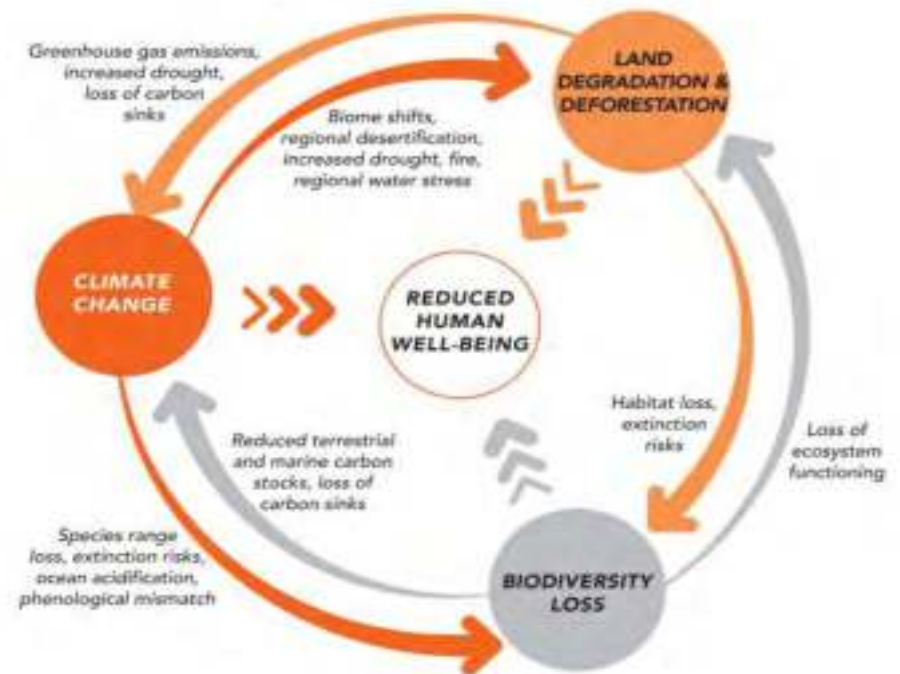 Greenhouse gas emissions,
increased drought,
loss of carbon
sinks
LAND
DEGRADATION &
DEFORESTATION
Biome shifts,
regional desertification,
increased drought, fire,
regional water stress
CLIMATE
CHANGE
REDUCED
HUMAN
WELL-BEING
Habitat loss,
extinction
risks
Loss of
ecosystem
functioning
Reduced terrestrial
and marine carbon
stocks, loss of
carbon sinks
Species range
loss, extinction risks,
ocean acidification,
phenological mismatch
BIODIVERSITY
LOSS